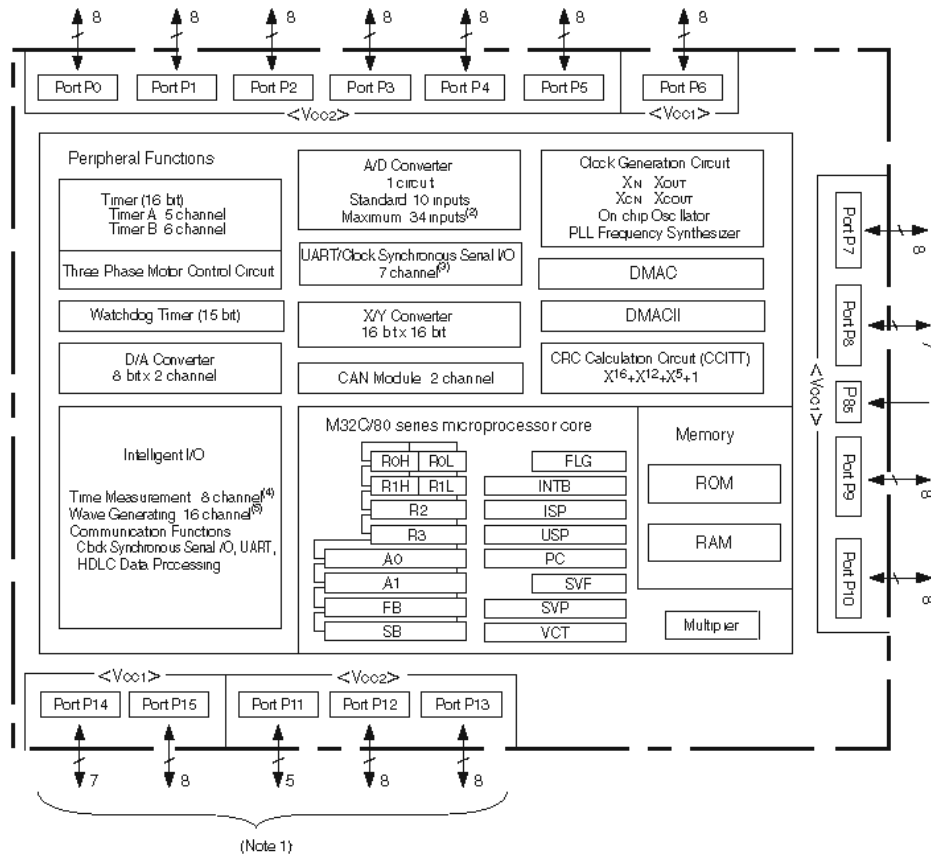 8 8 8 8 8 8 8
Port P0 Port P1 Port P2 Port P3 Port P4 Port P5 Port P6
<VCC2> <VCC1>
Peripheral Functions
Timer (16 bit)
Timer A 5 channel
Timer B 6 channel
Three Phase Motor Control Circuit
Watchdog Timer (15 bit)
D/A Converter
8 bit x 2 channel
Intelligent I/O
Time Measurement 8 channel(4)
Wave Generating 16 channel(5)
Communication Functions
Clock Synchronous Serial I/O, UART,
HDLC Data Processing
A/D Converter
1 circuit
Standard 10 inputs
Maximum 34 inputs(2)
UART/Clock Synchronous Serial I/O
7 channel(3)
X/Y Converter
16 bit x 16 bit
CAN Module 2 channel
Clock Generation Circuit
XIN XOUT
XCIN XCOUT
On chip Oscillator
PLL Frequency Synthesizer
DMAC
DMACII
CRC Calculation Circuit (CCITT)
X16+X12+X5+1
M32C/80 series microprocessor core
R0H R0L
R1H R1L
R2
R3
A0
A1
FB
SB
FLG
INTB
ISP
USP
PC
SVF
SVP
VCT
Memory
ROM
RAM
Multiplier
<VCC1>
Port P7 8
Port P8 7
P85
Port P9 8
Port P10 8
<VCC1> <VCC2>
Port P14 Port P15 Port P11 Port P12 Port P13
7 8 5 8 8
(Note 1)